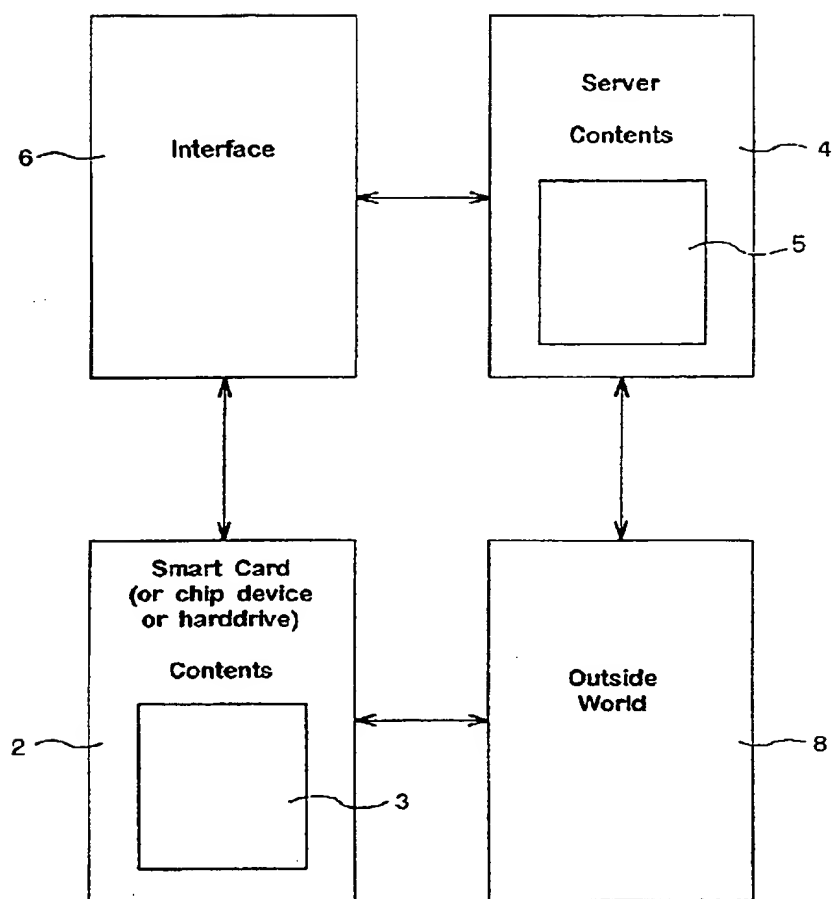 Interface
6
Server
Contents
4
5
Smart Card
(or chip device
or harddrive)
Contents
2
3
Outside
World
8